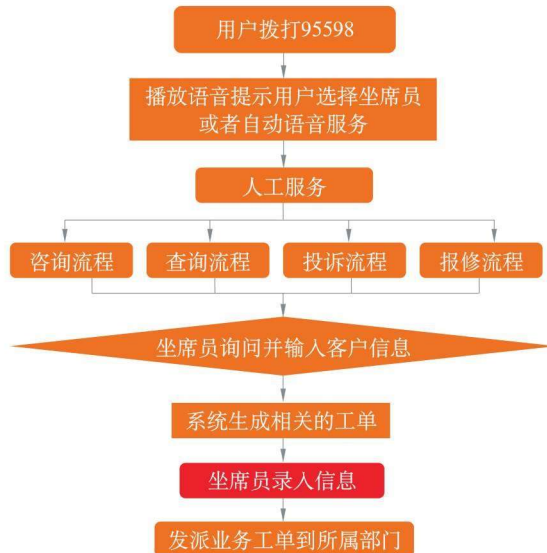 用户拨打95598
播放语音提示用户选择坐席员
或者自动语音服务
人工服务
咨询流程
查询流程
投诉流程
报修流程
坐席员询问并输入客户信息
系统生成相关的工单
坐席员录入信息
发派业务工单到所属部门